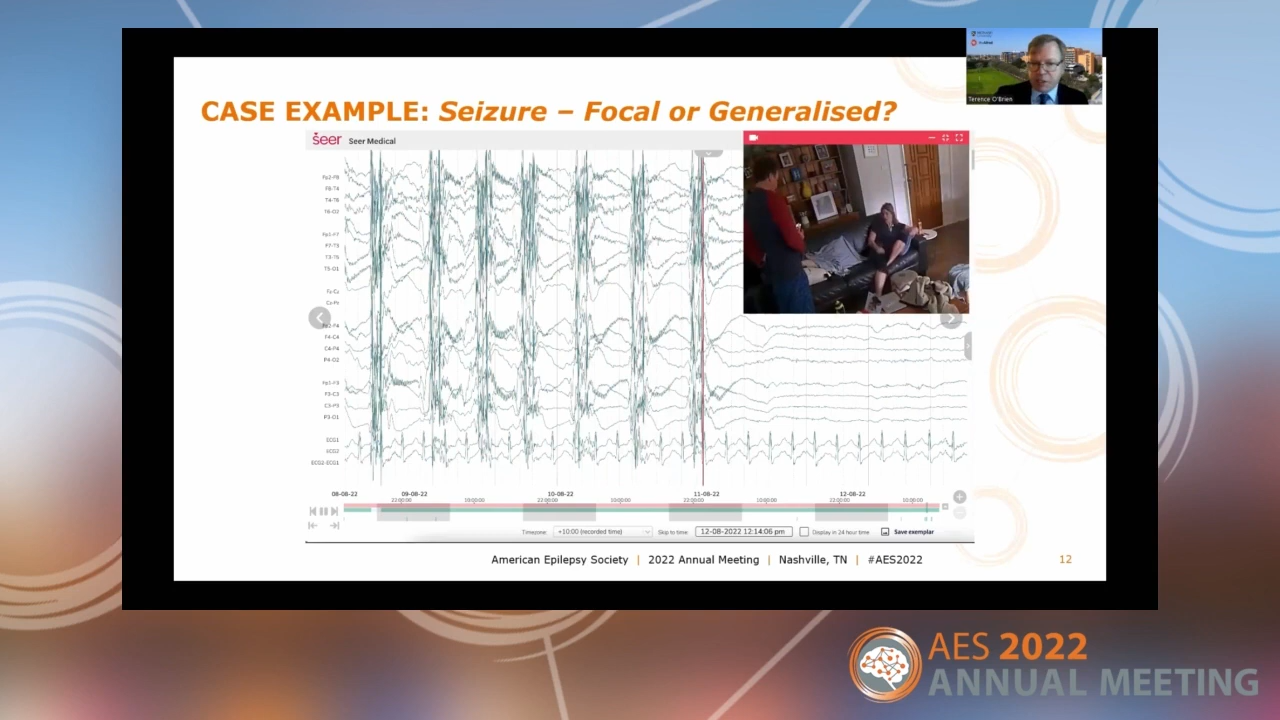 Terence O'Brien
CASE EXAMPLE: Seizure – Focal or Generalised?
seer Seer Medical
Fp2-F8
F8-T4
T4-T6
T6-O2
Fp1-F7
F7-T3
T3-T5
T5-O1
Fz-Cz
Cz-Pz
Fp2-F4
F4-C4
C4-P4
P4-O2
Fp1-F3
F3-C3
C3-P3
P3-O1
ECG1
ECG2
ECG2-ECG1
08-08-22 09-08-22 10-08-22 11-08-22 12-08-22
Timezone: +10:00 (recorded time) Skip to time: 12-08-2022 12:14:06 pm Display in 24 hour time Save exemplar
American Epilepsy Society | 2022 Annual Meeting | Nashville, TN | #AES2022
12
AES 2022
ANNUAL MEETING